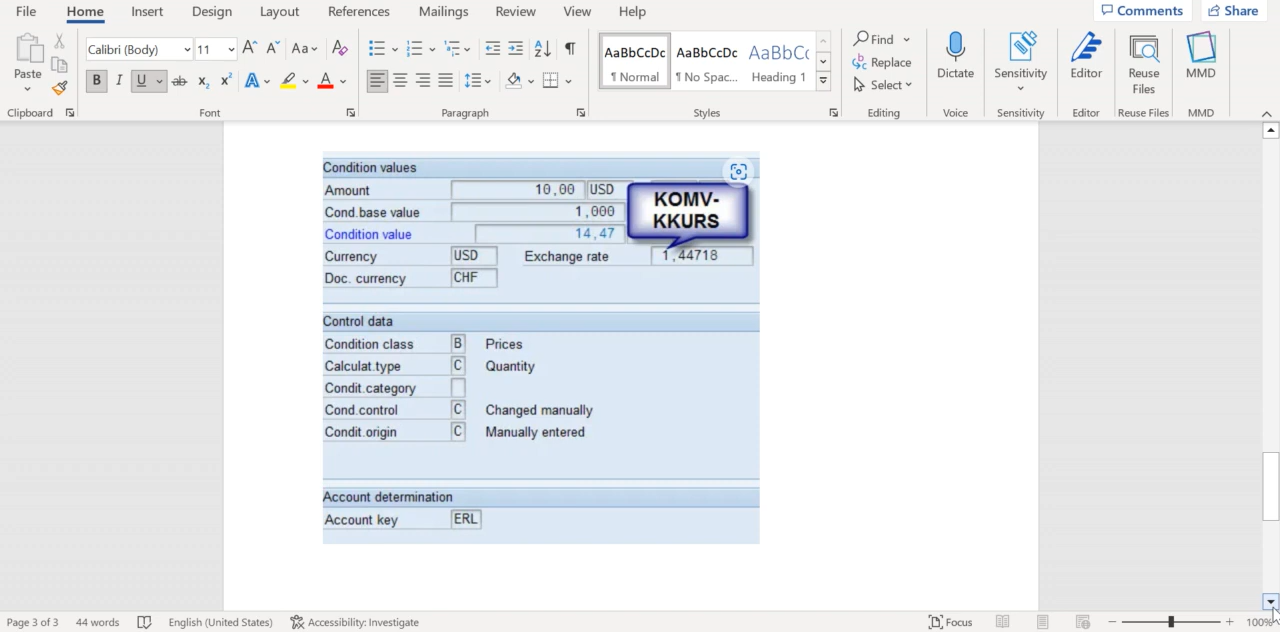 File Home Insert Design Layout References Mailings Review View Help Comments Share
Calibri (Body) 11 Aa AaBbCcDc AaBbCcDc AaBbCc Find
Paste B I U ab x₂ x² A A ¶ Normal ¶ No Spac... Heading 1 Replace Dictate Sensitivity Editor Reuse Files MMD
Select
Clipboard Font Paragraph Styles Editing Voice Sensitivity Editor Reuse Files MMD
Condition values
Amount 10,00 USD
KOMV-
KKURS
Cond.base value 1,000
Condition value 14,47
Currency USD Exchange rate 1,44718
Doc. currency CHF
Control data
Condition class B Prices
Calculat.type C Quantity
Condit.category
Cond.control C Changed manually
Condit.origin C Manually entered
Account determination
Account key ERL
Page 3 of 3 44 words English (United States) Accessibility: Investigate Focus 100%